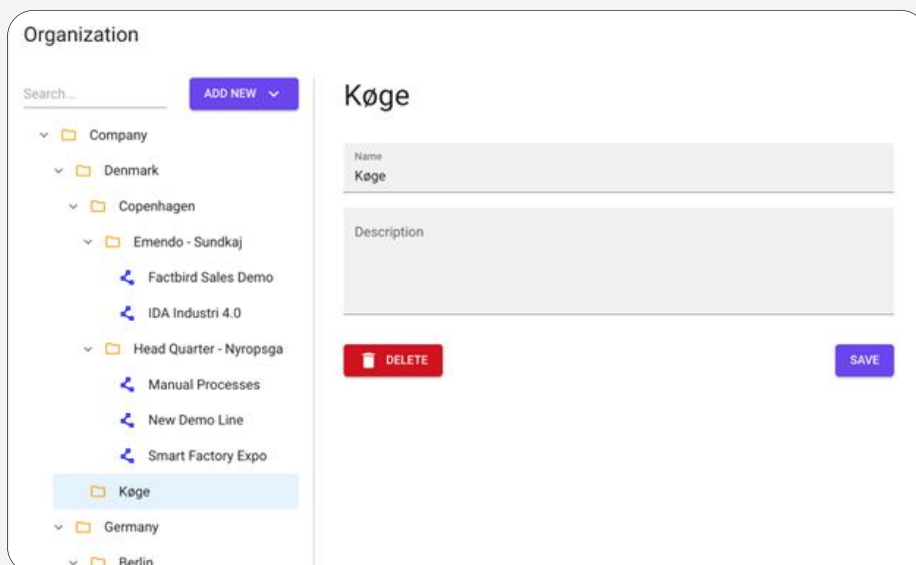 Organization
Search...
ADD NEW
Company
Denmark
Copenhagen
Emendo - Sundkaj
Factbird Sales Demo
IDA Industri 4.0
Head Quarter - Nyropsga
Manual Processes
New Demo Line
Smart Factory Expo
Køge
Germany
Berlin
Køge
Name
Køge
Description
DELETE
SAVE